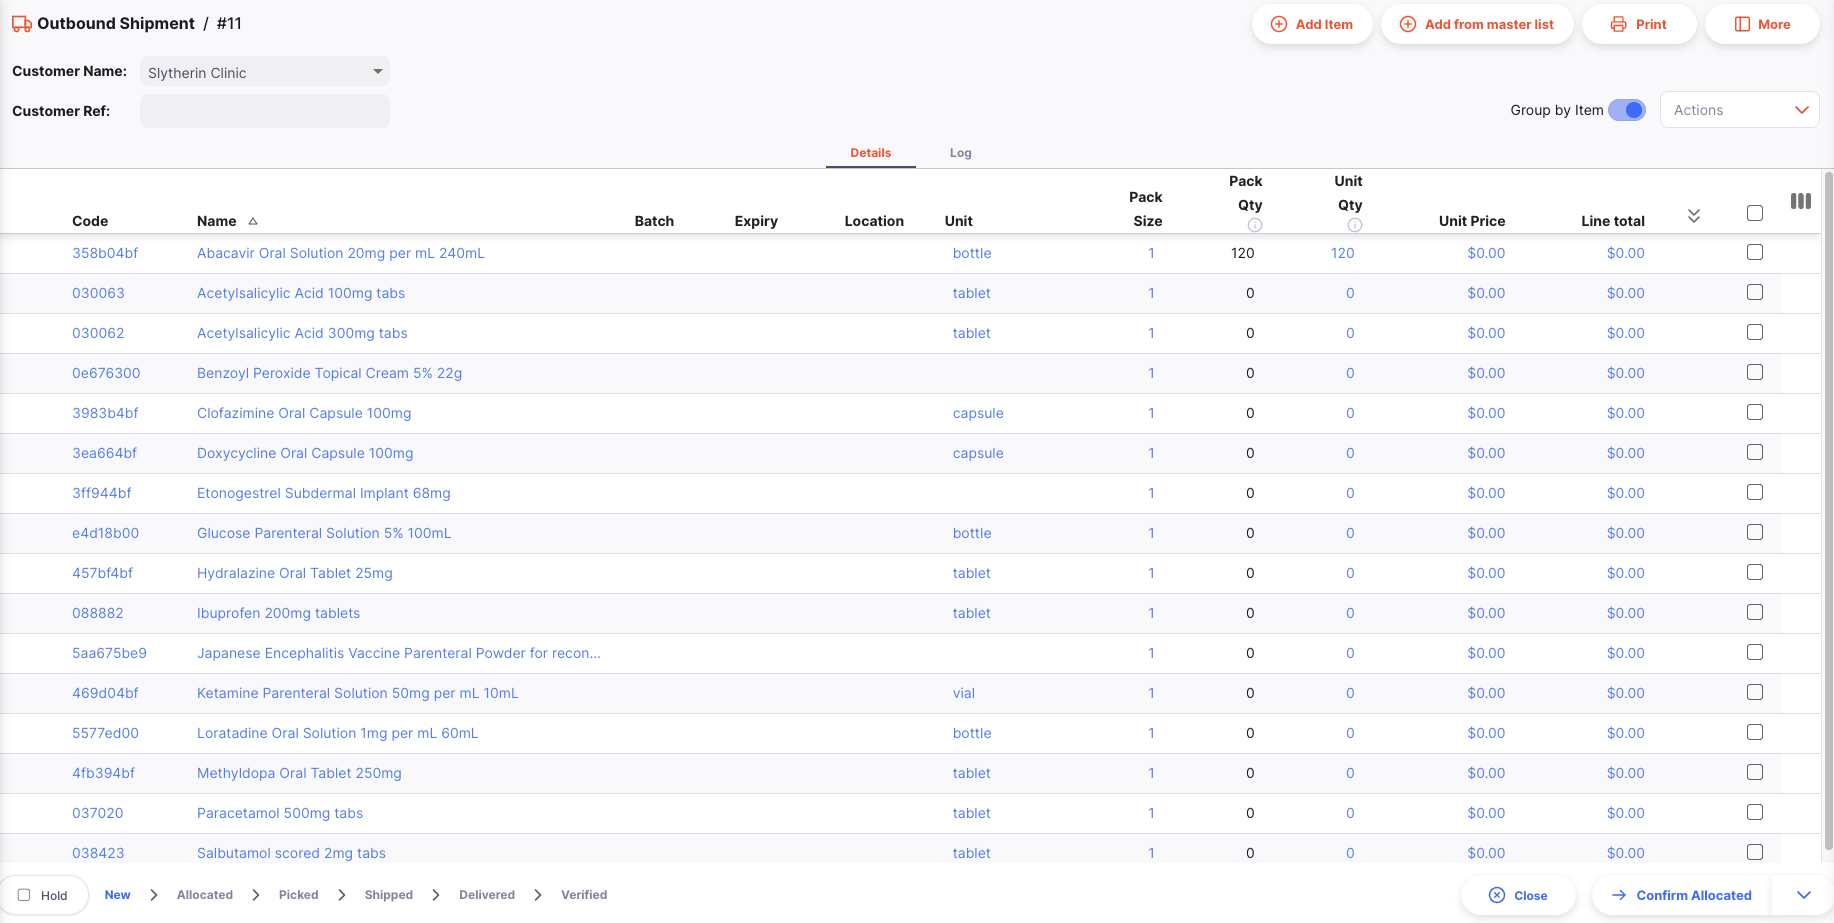 Outbound Shipment / #11
Add Item
Add from master list
Print
More
Customer Name: Slytherin Clinic
Customer Ref:
Group by Item
Actions
Details Log
Code Name Batch Expiry Location Unit Pack Size Pack Qty Unit Qty Unit Price Line total
358b04bf Abacavir Oral Solution 20mg per mL 240mL bottle 1 120 120 $0.00 $0.00
030063 Acetylsalicylic Acid 100mg tabs tablet 1 0 0 $0.00 $0.00
030062 Acetylsalicylic Acid 300mg tabs tablet 1 0 0 $0.00 $0.00
0e676300 Benzoyl Peroxide Topical Cream 5% 22g 1 0 0 $0.00 $0.00
3983b4bf Clofazimine Oral Capsule 100mg capsule 1 0 0 $0.00 $0.00
3ea664bf Doxycycline Oral Capsule 100mg capsule 1 0 0 $0.00 $0.00
3ff944bf Etonogestrel Subdermal Implant 68mg 1 0 0 $0.00 $0.00
e4d18b00 Glucose Parenteral Solution 5% 100mL bottle 1 0 0 $0.00 $0.00
457bf4bf Hydralazine Oral Tablet 25mg tablet 1 0 0 $0.00 $0.00
088882 Ibuprofen 200mg tablets tablet 1 0 0 $0.00 $0.00
5aa675be9 Japanese Encephalitis Vaccine Parenteral Powder for recon... 1 0 0 $0.00 $0.00
469d04bf Ketamine Parenteral Solution 50mg per mL 10mL vial 1 0 0 $0.00 $0.00
5577ed00 Loratadine Oral Solution 1mg per mL 60mL bottle 1 0 0 $0.00 $0.00
4fb394bf Methyldopa Oral Tablet 250mg tablet 1 0 0 $0.00 $0.00
037020 Paracetamol 500mg tabs tablet 1 0 0 $0.00 $0.00
038423 Salbutamol scored 2mg tabs tablet 1 0 0 $0.00 $0.00
Hold New Allocated Picked Shipped Delivered Verified Close Confirm Allocated